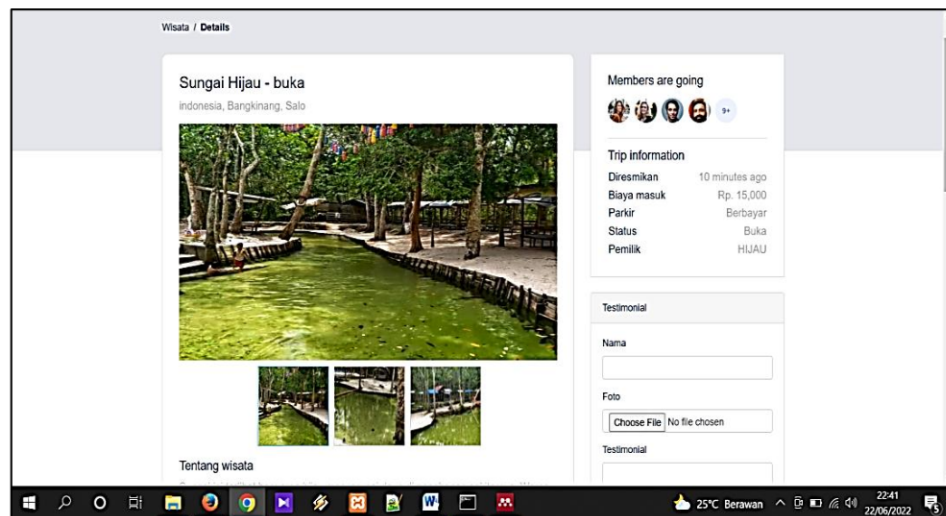 Wisata / Details
Sungai Hijau - buka
indonesia, Bangkinang, Salo
Tentang wisata
Members are going
9+
Trip information
Diresmikan 10 minutes ago
Biaya masuk Rp. 15,000
Parkir Berbayar
Status Buka
Pemilik HIJAU
Testimonial
Nama
Foto
Choose File No file chosen
Testimonial
25°C Berawan
22:41
22/06/2022
5